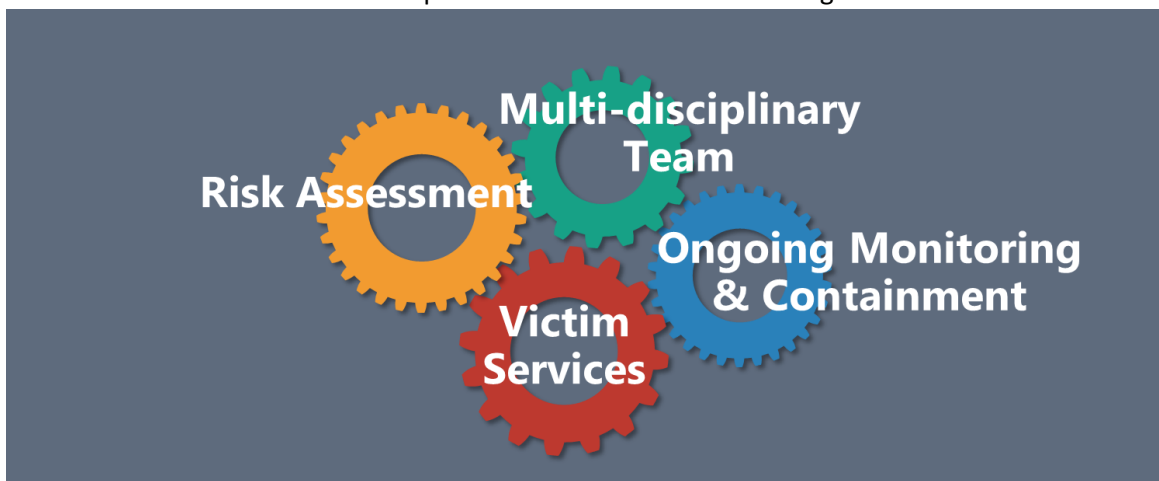 Multi-disciplinary
Team
Risk Assessment
Ongoing Monitoring
& Containment
Victim
Services